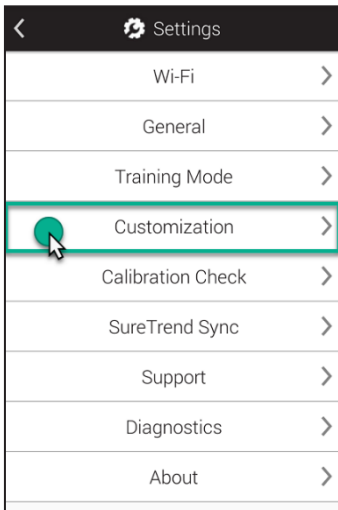 Settings
Wi-Fi
General
Training Mode
Customization
Calibration Check
SureTrend Sync
Support
Diagnostics
About